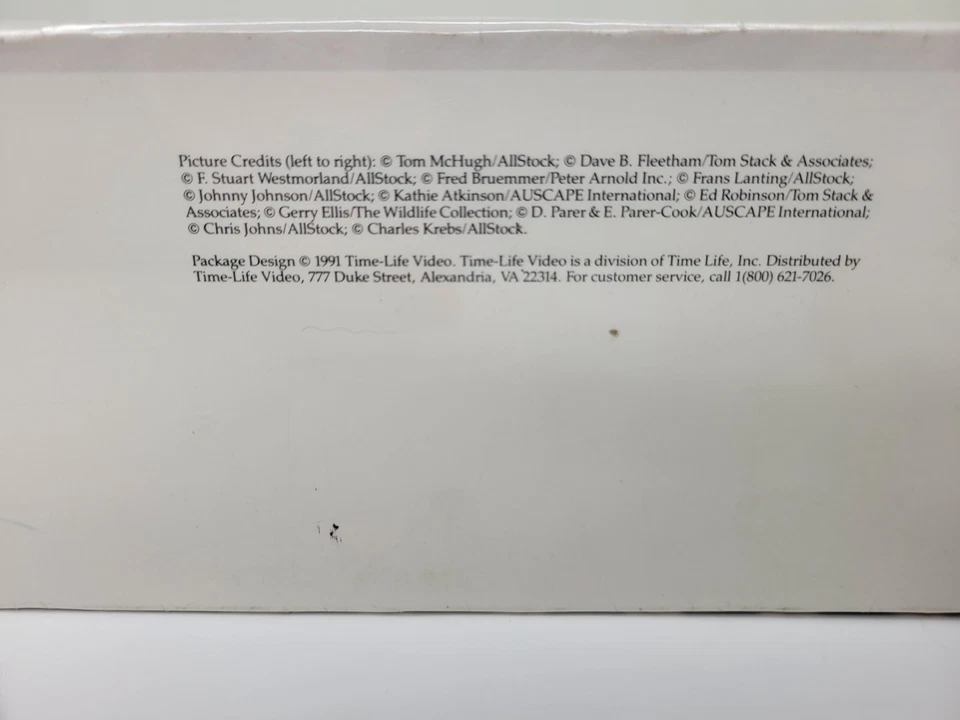 Picture Credits (left to right): © Tom McHugh/AllStock; © Dave B. Fleetham/Tom Stack & Associates;
© F. Stuart Westmorland/AllStock; © Fred Bruemmer/Peter Arnold Inc.; © Frans Lanting/AllStock;
© Johnny Johnson/AllStock; © Kathie Atkinson/AUSCAPE International; © Ed Robinson/Tom Stack &
Associates; © Gerry Ellis/The Wildlife Collection; © D. Parer & E. Parer-Cook/AUSCAPE International;
© Chris Johns/AllStock; © Charles Krebs/AllStock.
Package Design © 1991 Time-Life Video. Time-Life Video is a division of Time Life, Inc. Distributed by
Time-Life Video, 777 Duke Street, Alexandria, VA 22314. For customer service, call 1(800) 621-7026.